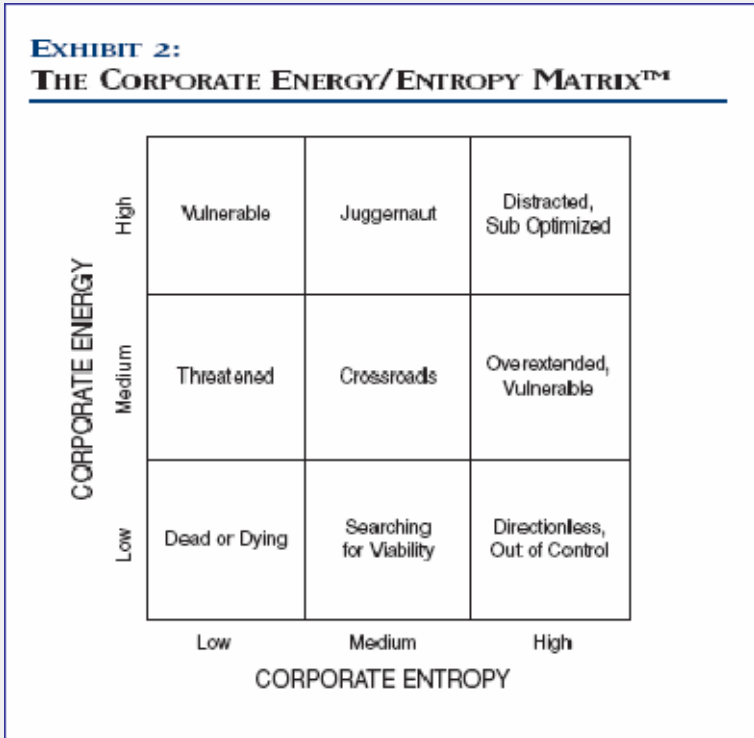 EXHIBIT 2:
THE CORPORATE ENERGY/ENTROPY MATRIX™
CORPORATE ENERGY
High
Vulnerable
Juggernaut
Distracted,
Sub Optimized
Medium
Threatened
Crossroads
Overextended,
Vulnerable
Low
Dead or Dying
Searching
for Viability
Directionless,
Out of Control
Low
Medium
High
CORPORATE ENTROPY